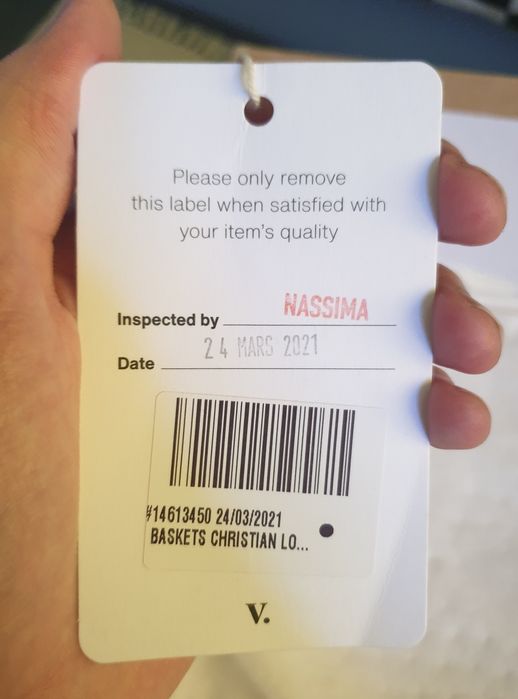 Please only remove
this label when satisfied with
your item's quality
Inspected by NASSIMA
Date 24 MARS 2021
#14613450 24/03/2021
BASKETS CHRISTIAN LO...
V.